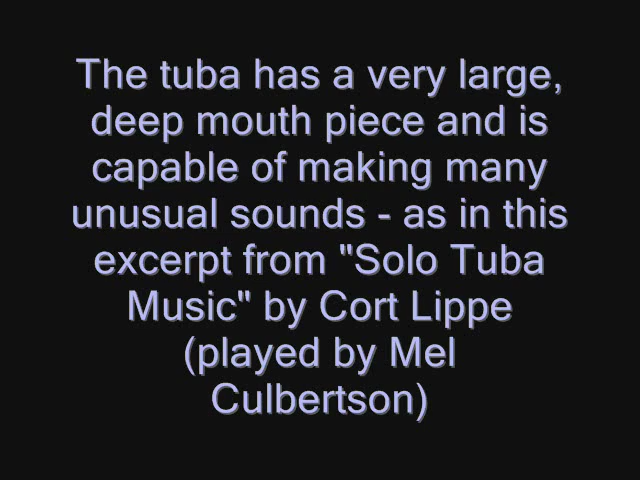 The tuba has a very large,
deep mouth piece and is
capable of making many
unusual sounds - as in this
excerpt from "Solo Tuba
Music" by Cort Lippe
(played by Mel
Culbertson)